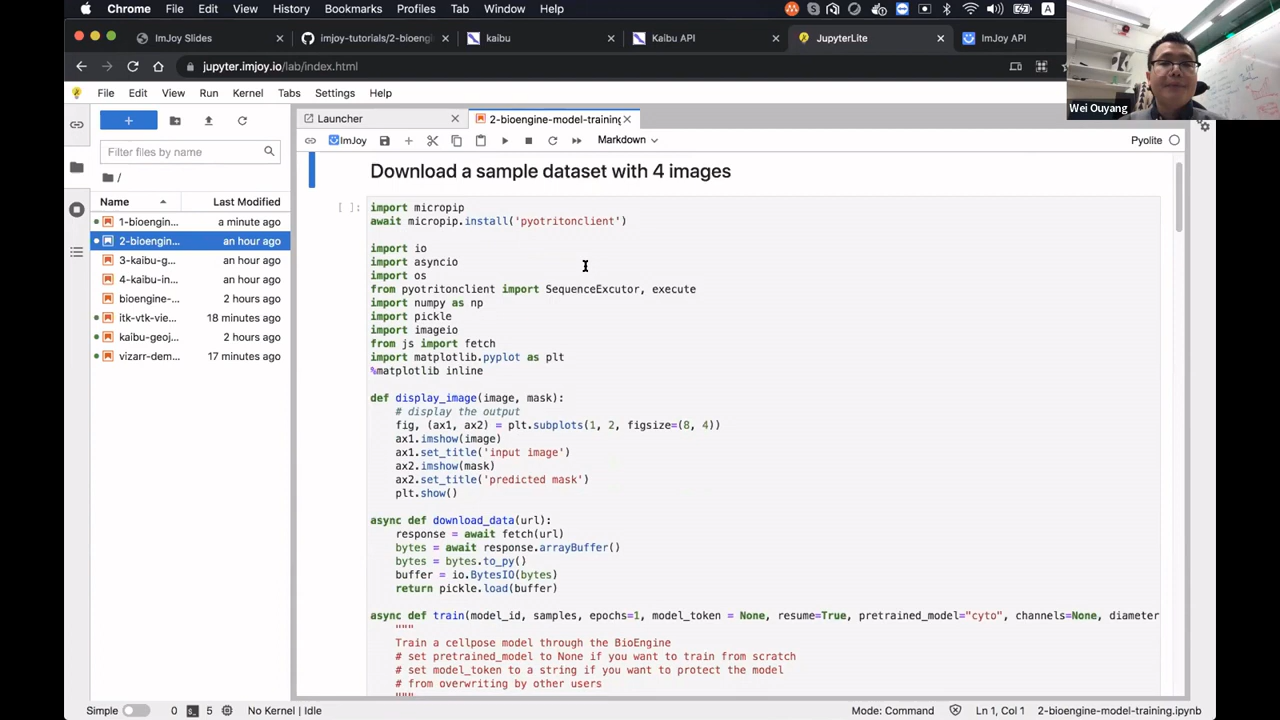 Chrome File Edit View History Bookmarks Profiles Tab Window Help A
ImJoy Slides imjoy-tutorials/2-bioengi kaibu Kaibu API JupyterLite ImJoy API
jupyter.imjoy.io/lab/index.html
Wei Ouyang
File Edit View Run Kernel Tabs Settings Help
Launcher 2-bioengine-model-training
Filter files by name
ImJoy Markdown Pyolite
/
Name Last Modified
1-bioengin... a minute ago
2-bioengin... an hour ago
3-kaibu-g... an hour ago
4-kaibu-in... an hour ago
bioengine-... 2 hours ago
itk-vtk-vie... 18 minutes ago
kaibu-geoj... 2 hours ago
vizarr-dem... 17 minutes ago
Download a sample dataset with 4 images
[ ]: import micropip
await micropip.install('pyotritonclient')
import io
import asyncio
import os
from pyotritonclient import SequenceExcutor, execute
import numpy as np
import pickle
import imageio
from js import fetch
import matplotlib.pyplot as plt
%matplotlib inline
def display_image(image, mask):
# display the output
fig, (ax1, ax2) = plt.subplots(1, 2, figsize=(8, 4))
ax1.imshow(image)
ax1.set_title('input image')
ax2.imshow(mask)
ax2.set_title('predicted mask')
plt.show()
async def download_data(url):
response = await fetch(url)
bytes = await response.arrayBuffer()
bytes = bytes.to_py()
buffer = io.BytesIO(bytes)
return pickle.load(buffer)
async def train(model_id, samples, epochs=1, model_token = None, resume=True, pretrained_model="cyto", channels=None, diameter
"""
Train a cellpose model through the BioEngine
# set pretrained_model to None if you want to train from scratch
# set model_token to a string if you want to protect the model
# from overwriting by other users
"""
Simple 0 5 No Kernel | Idle Mode: Command Ln 1, Col 1 2-bioengine-model-training.ipynb